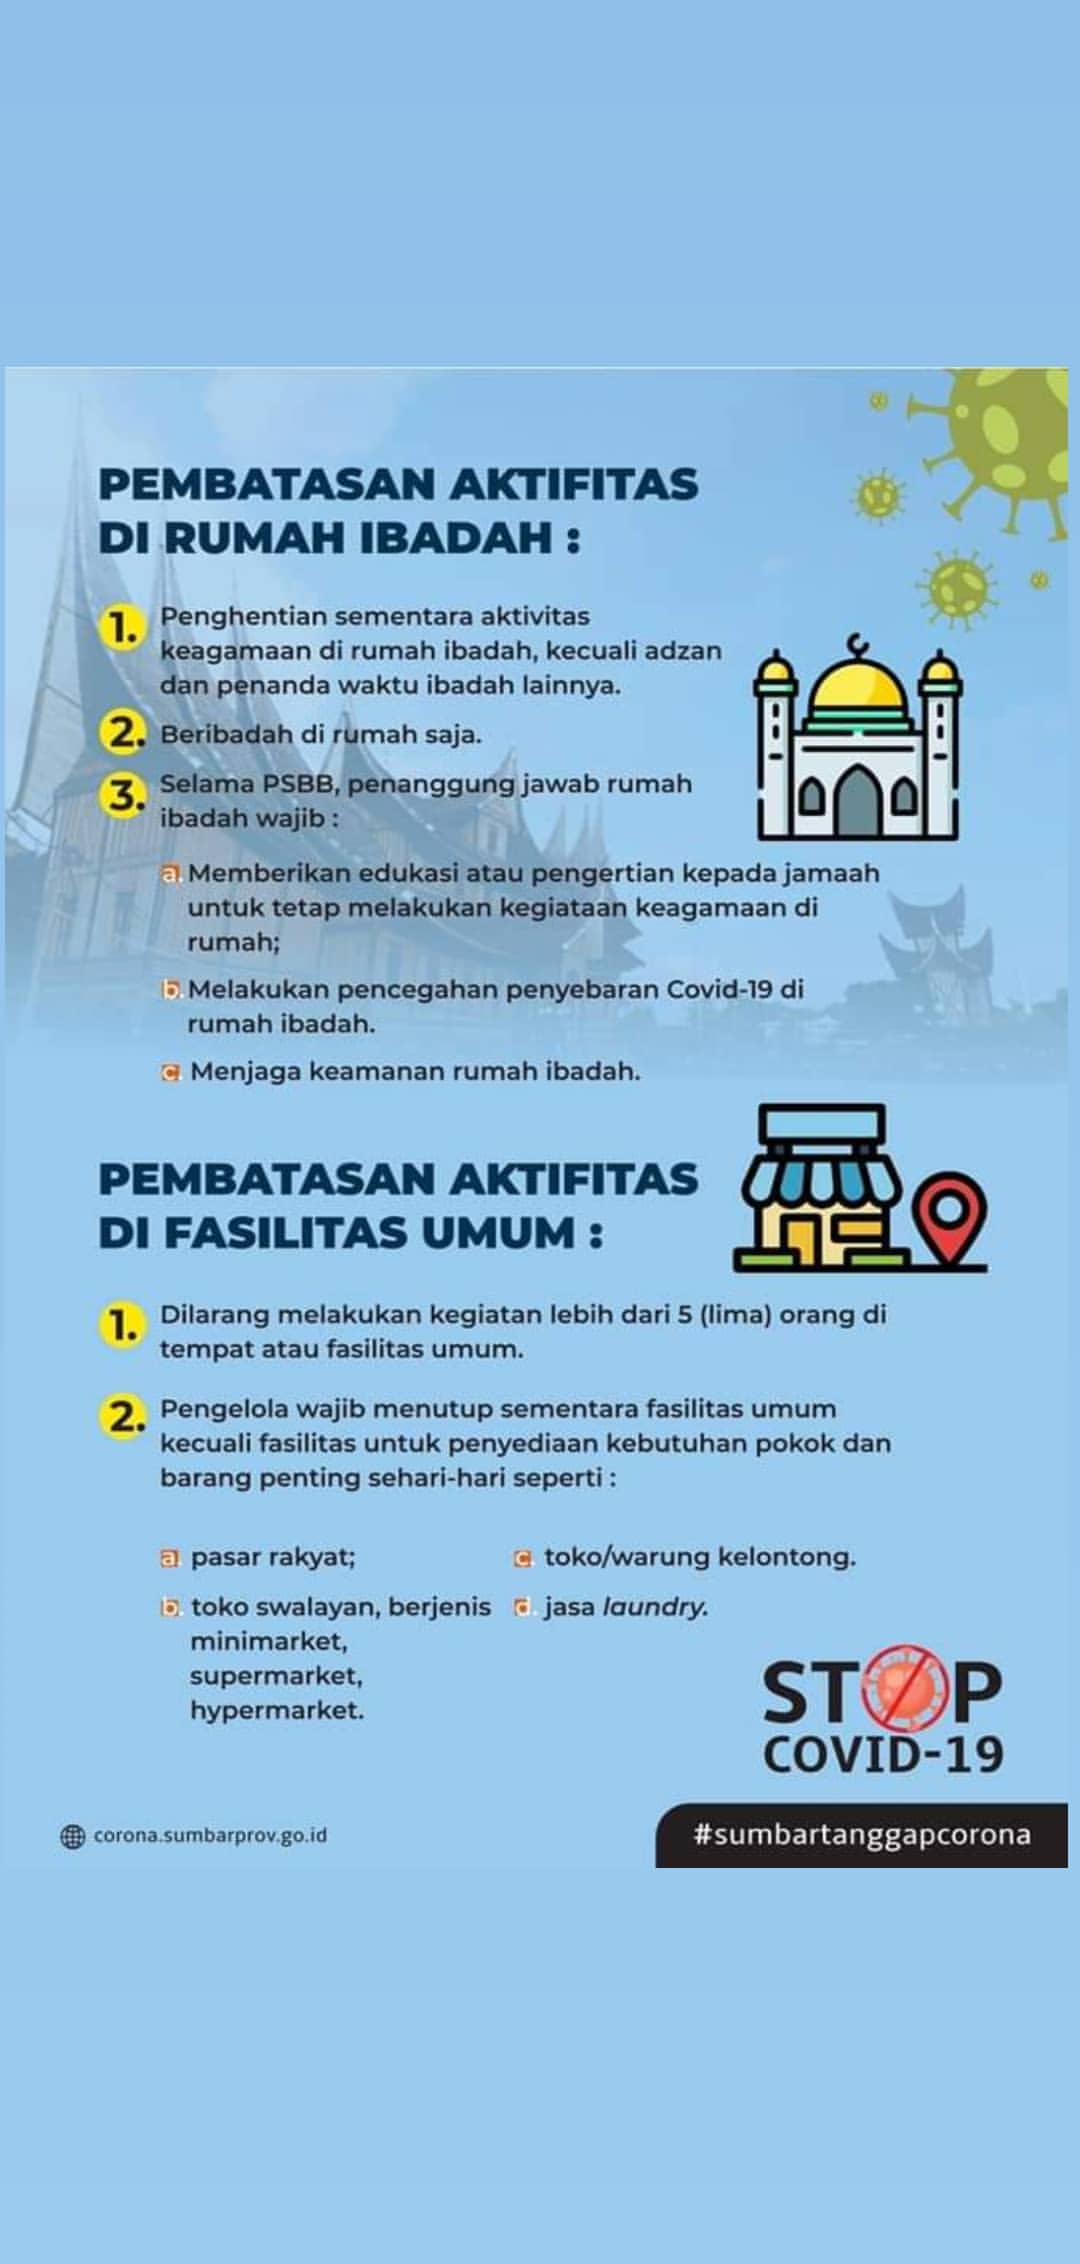 PEMBATASAN AKTIFITAS
DI RUMAH IBADAH :
1. Penghentian sementara aktivitas
keagamaan di rumah ibadah, kecuali adzan
dan penanda waktu ibadah lainnya.
2. Beribadah di rumah saja.
3. Selama PSBB, penanggung jawab rumah
ibadah wajib :
a. Memberikan edukasi atau pengertian kepada jamaah
untuk tetap melakukan kegiataan keagamaan di
rumah;
b. Melakukan pencegahan penyebaran Covid-19 di
rumah ibadah.
c. Menjaga keamanan rumah ibadah.
PEMBATASAN AKTIFITAS
DI FASILITAS UMUM :
1. Dilarang melakukan kegiatan lebih dari 5 (lima) orang di
tempat atau fasilitas umum.
2. Pengelola wajib menutup sementara fasilitas umum
kecuali fasilitas untuk penyediaan kebutuhan pokok dan
barang penting sehari-hari seperti :
a. pasar rakyat;
b. toko swalayan, berjenis
minimarket,
supermarket,
hypermarket.
c. toko/warung kelontong.
d. jasa laundry.
STOP
COVID-19
corona.sumbarprov.go.id
#sumbartanggapcorona